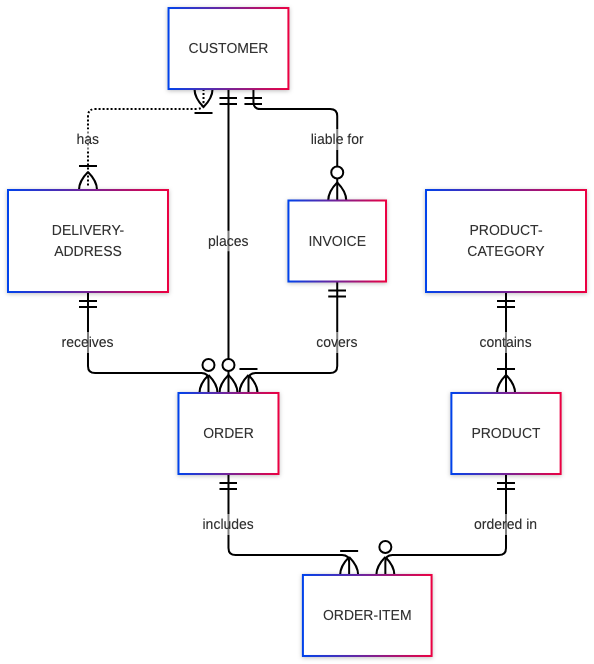 CUSTOMER
has
liable for
DELIVERY-
ADDRESS
places
INVOICE
PRODUCT-
CATEGORY
receives
covers
contains
ORDER
PRODUCT
includes
ordered in
ORDER-ITEM